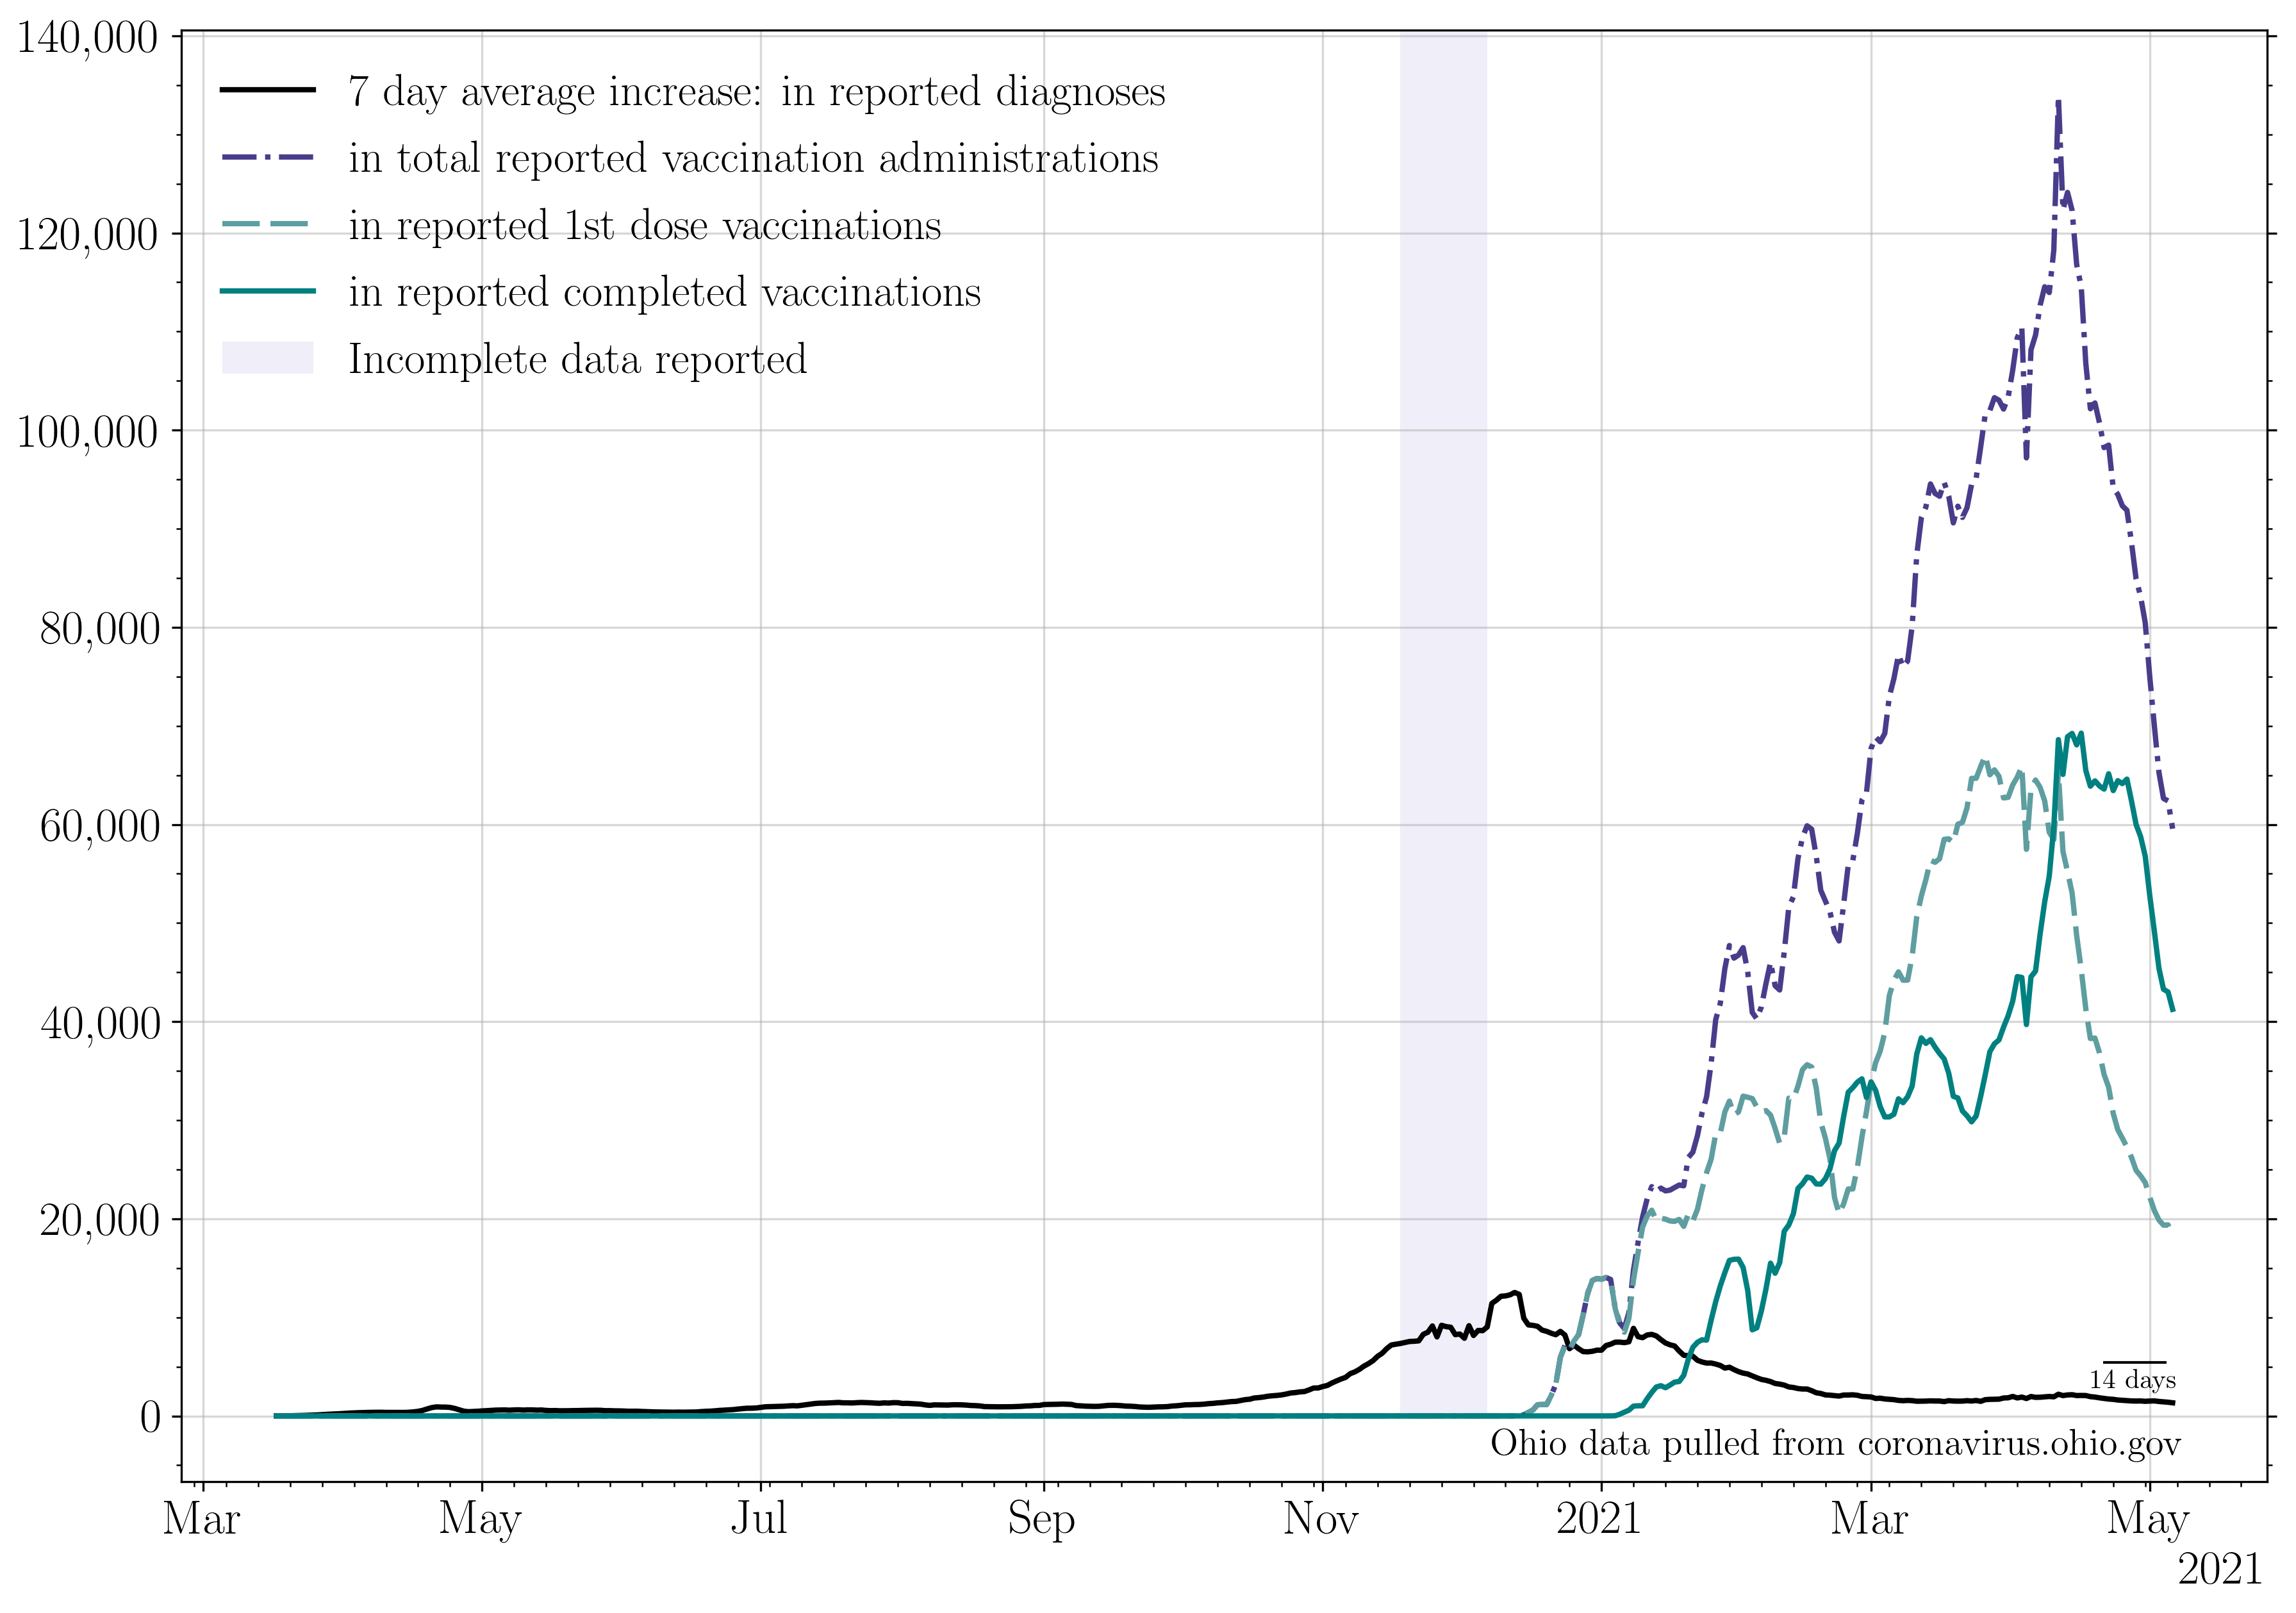 140,000
120,000
100,000
80,000
60,000
40,000
20,000
0
7 day average increase: in reported diagnoses
in total reported vaccination administrations
in reported 1st dose vaccinations
in reported completed vaccinations
Incomplete data reported
14 days
Ohio data pulled from coronavirus.ohio.gov
Mar May Jul Sep Nov 2021 Mar May
2021